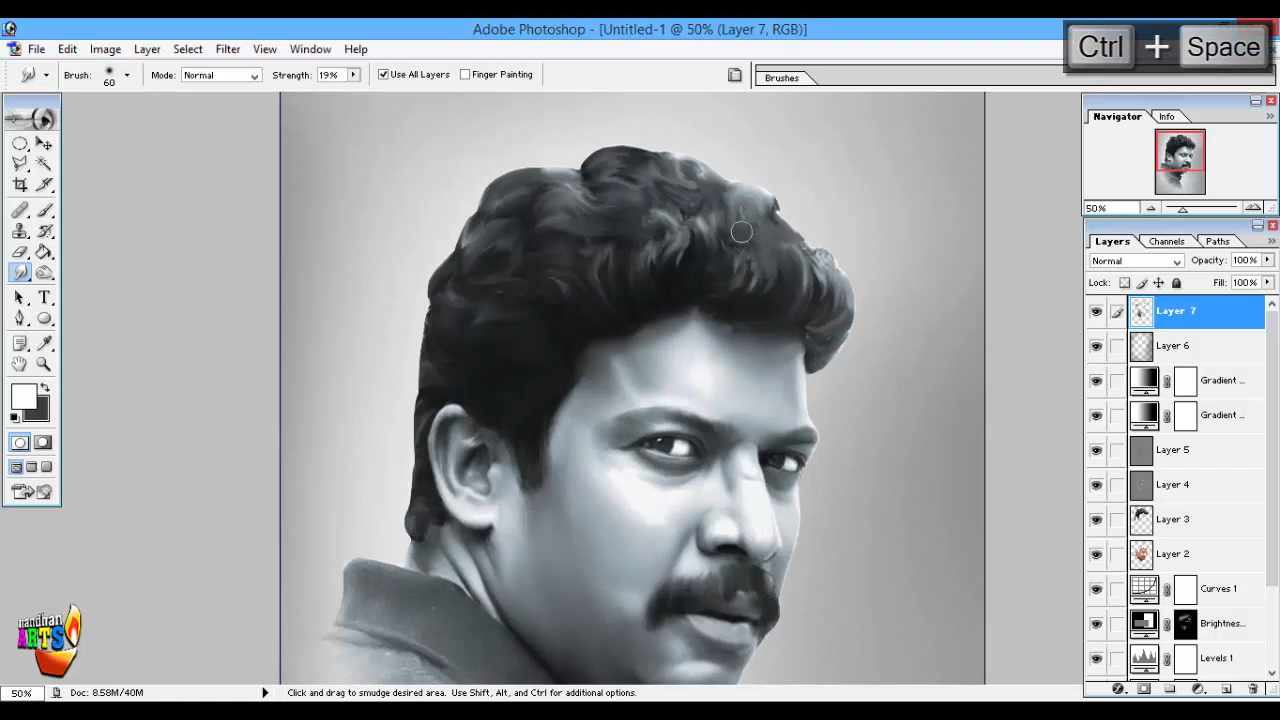 Adobe Photoshop - [Untitled-1 @ 50% (Layer 7, RGB)]
Ctrl + Space
File Edit Image Layer Select Filter View Window Help
Brush: 60 Mode: Normal Strength: 19% Use All Layers Finger Painting Brushes
Navigator Info
50%
Layers Channels Paths
Normal Opacity: 100%
Lock: Fill: 100%
Layer 7
Layer 6
Gradient ...
Gradient ...
Layer 5
Layer 4
Layer 3
Layer 2
Curves 1
Brightnes...
Levels 1
nandhan
ARTS
50% Doc: 8.58M/40M Click and drag to smudge desired area. Use Shift, Alt, and Ctrl for additional options.